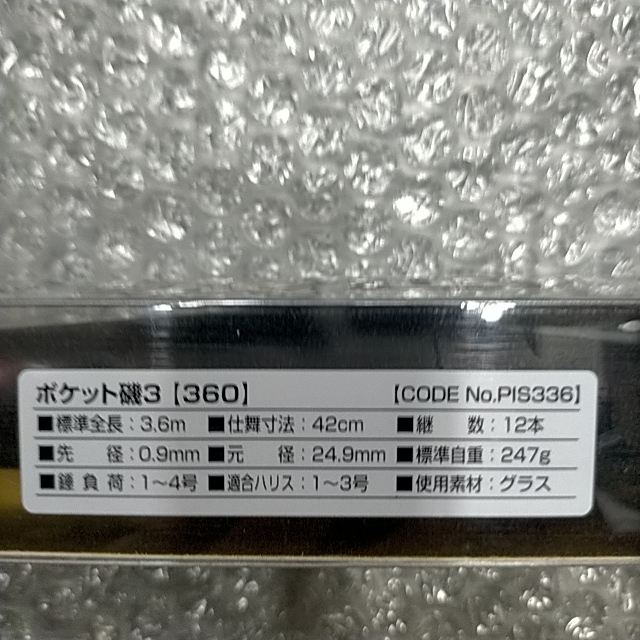 ポケット磯3【360】 【CODE No.PIS336】
■標準全長：3.6m ■仕舞寸法：42cm ■継 数：12本
■先 径：0.9mm ■元 径：24.9mm ■標準自重：247g
■錘負荷：1〜4号 ■適合ハリス：1〜3号 ■使用素材：グラス